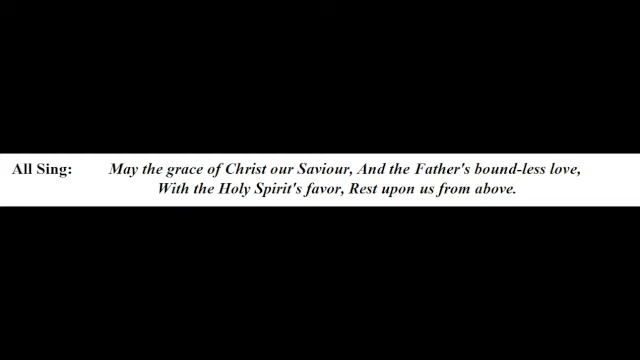 All Sing: May the grace of Christ our Saviour, And the Father's bound-less love,
With the Holy Spirit's favor, Rest upon us from above.